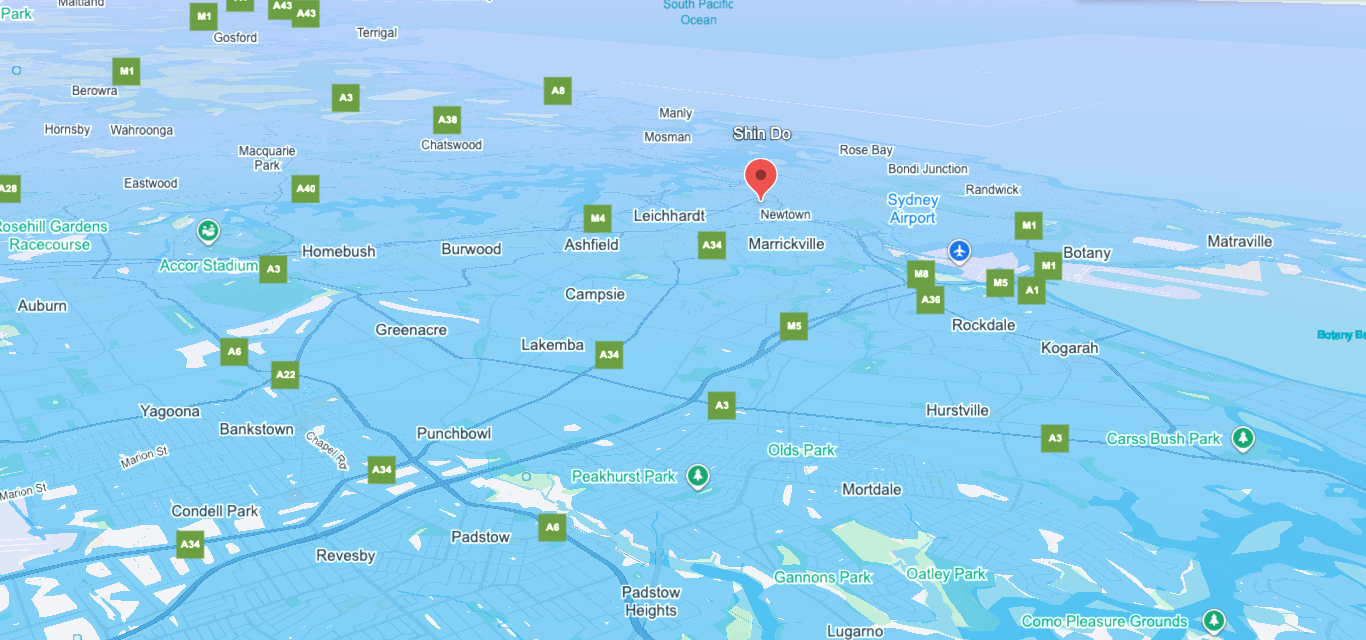 Maitland
South Pacific
Ocean
Park
M1
A43
A43
Gosford
Terrigal
M1
Berowra
A3
A8
A38
Manly
Hornsby
Wahroonga
Mosman
Shin Do
Chatswood
Macquarie
Park
Rose Bay
Bondi Junction
Eastwood
A28
A40
Randwick
Sydney
Airport
M4
Leichhardt
Newtown
Rosehill Gardens
Racecourse
M1
Homebush
Burwood
Ashfield
A34
Marrickville
Matraville
Botany
Accor Stadium
A3
M8
M5
M1
A1
A36
Auburn
Campsie
Greenacre
M5
Rockdale
Botany Ba
Lakemba
A34
Kogarah
A6
A22
Yagoona
A3
Hurstville
Bankstown
Punchbowl
A3
Carss Bush Park
Chapel Rd
Marion St
Olds Park
A34
Peakhurst Park
Marion St
Mortdale
Condell Park
A6
A34
Padstow
Revesby
Gannons Park
Oatley Park
Padstow
Heights
Como Pleasure Grounds
Lugarno